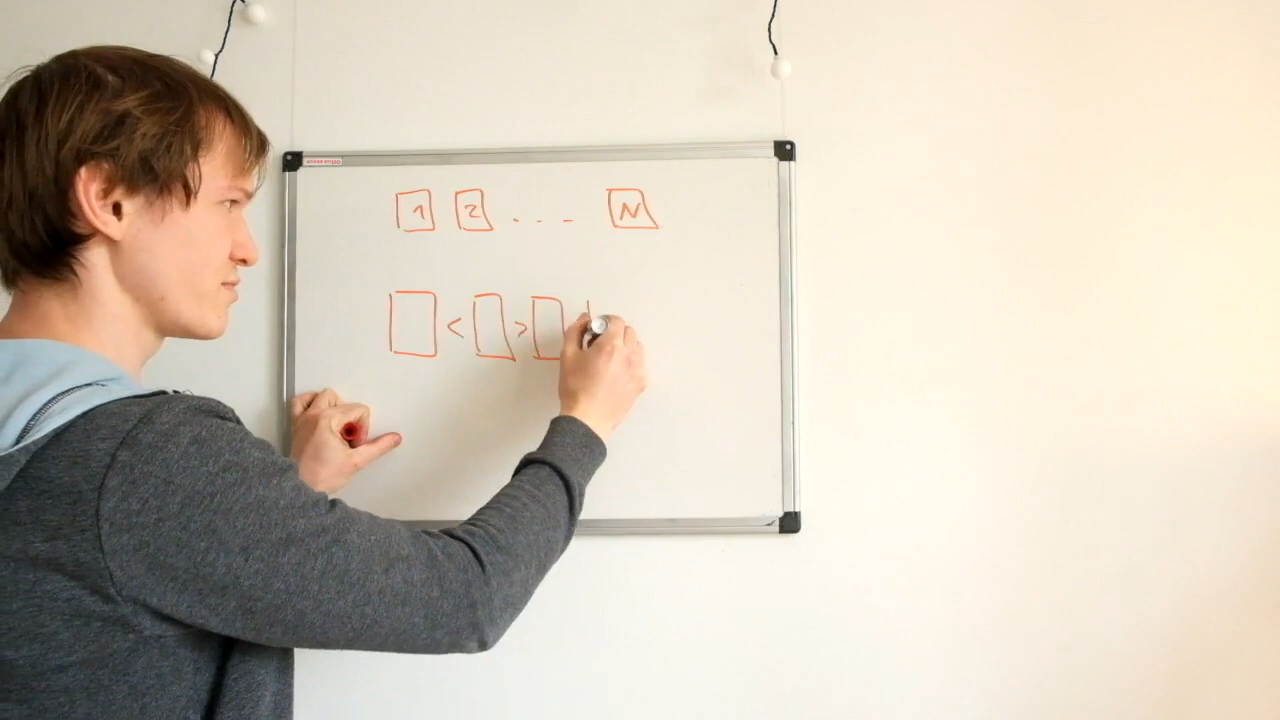 1 2 . . . N
< >